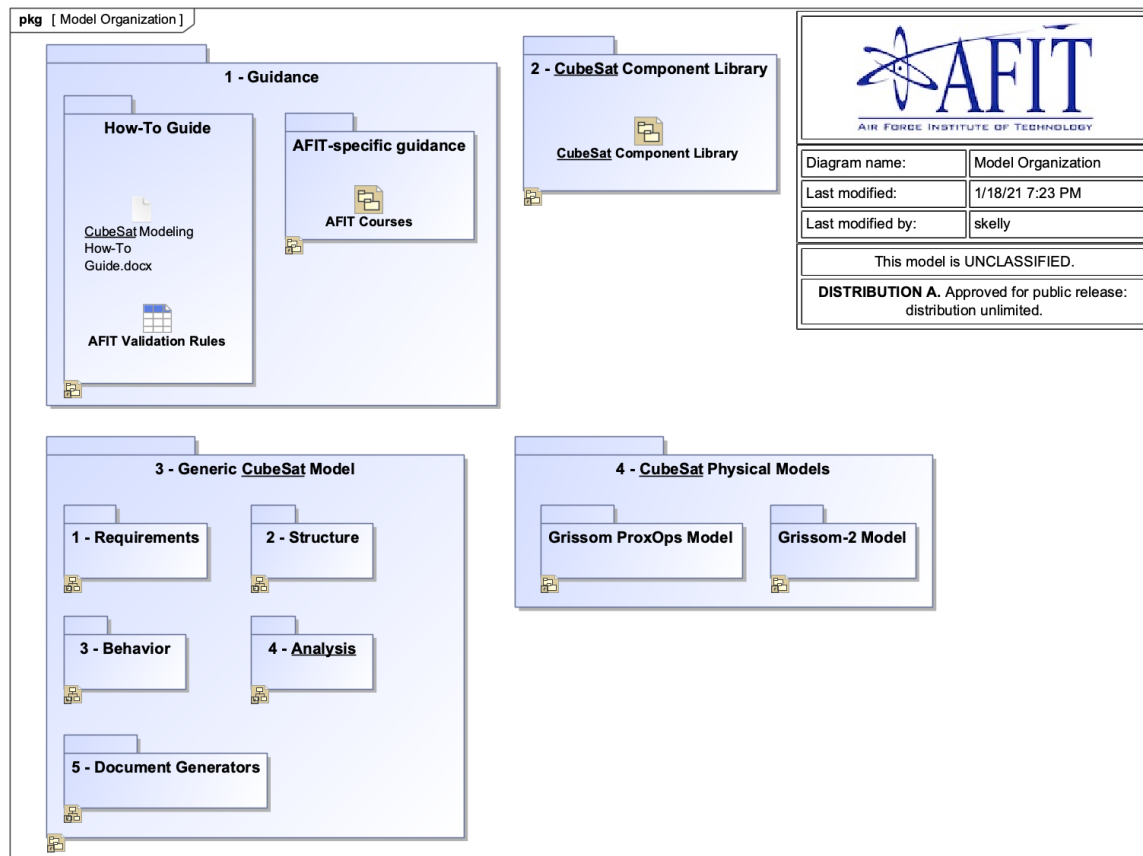 pkg [ Model Organization ]
1 - Guidance
How-To Guide
CubeSat Modeling
How-To
Guide.docx
AFIT Validation Rules
AFIT-specific guidance
AFIT Courses
2 - CubeSat Component Library
CubeSat Component Library
AFIT
AIR FORCE INSTITUTE OF TECHNOLOGY
Diagram name: Model Organization
Last modified: 1/18/21 7:23 PM
Last modified by: skelly
This model is UNCLASSIFIED.
DISTRIBUTION A. Approved for public release:
distribution unlimited.
3 - Generic CubeSat Model
1 - Requirements
2 - Structure
3 - Behavior
4 - Analysis
5 - Document Generators
4 - CubeSat Physical Models
Grissom ProxOps Model
Grissom-2 Model